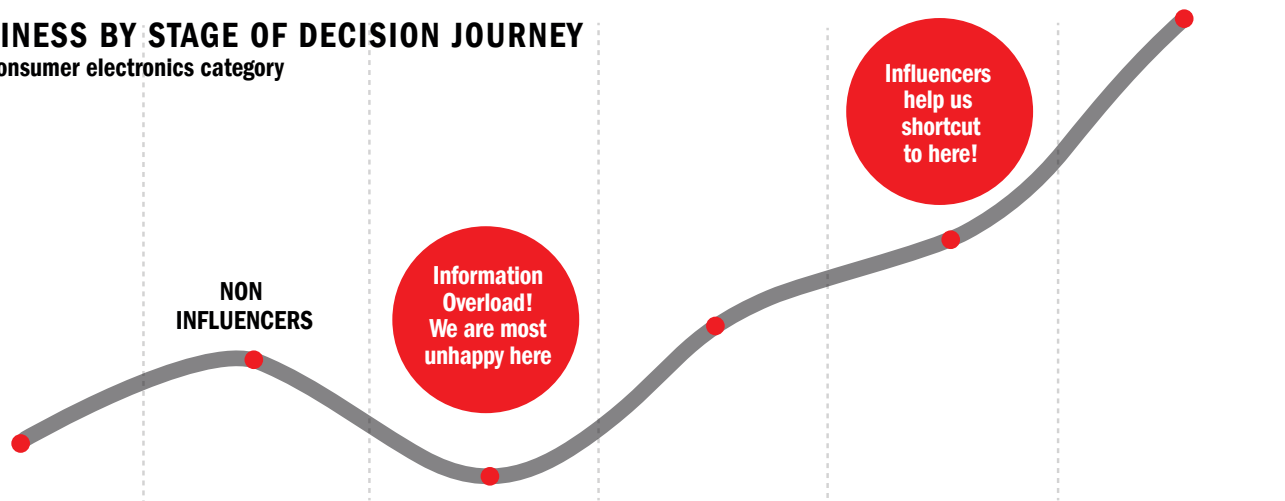 INESS BY STAGE OF DECISION JOURNEY
onsumer electronics category
Influencers
help us
shortcut
to here!
Information
Overload!
We are most
unhappy here
NON
INFLUENCERS